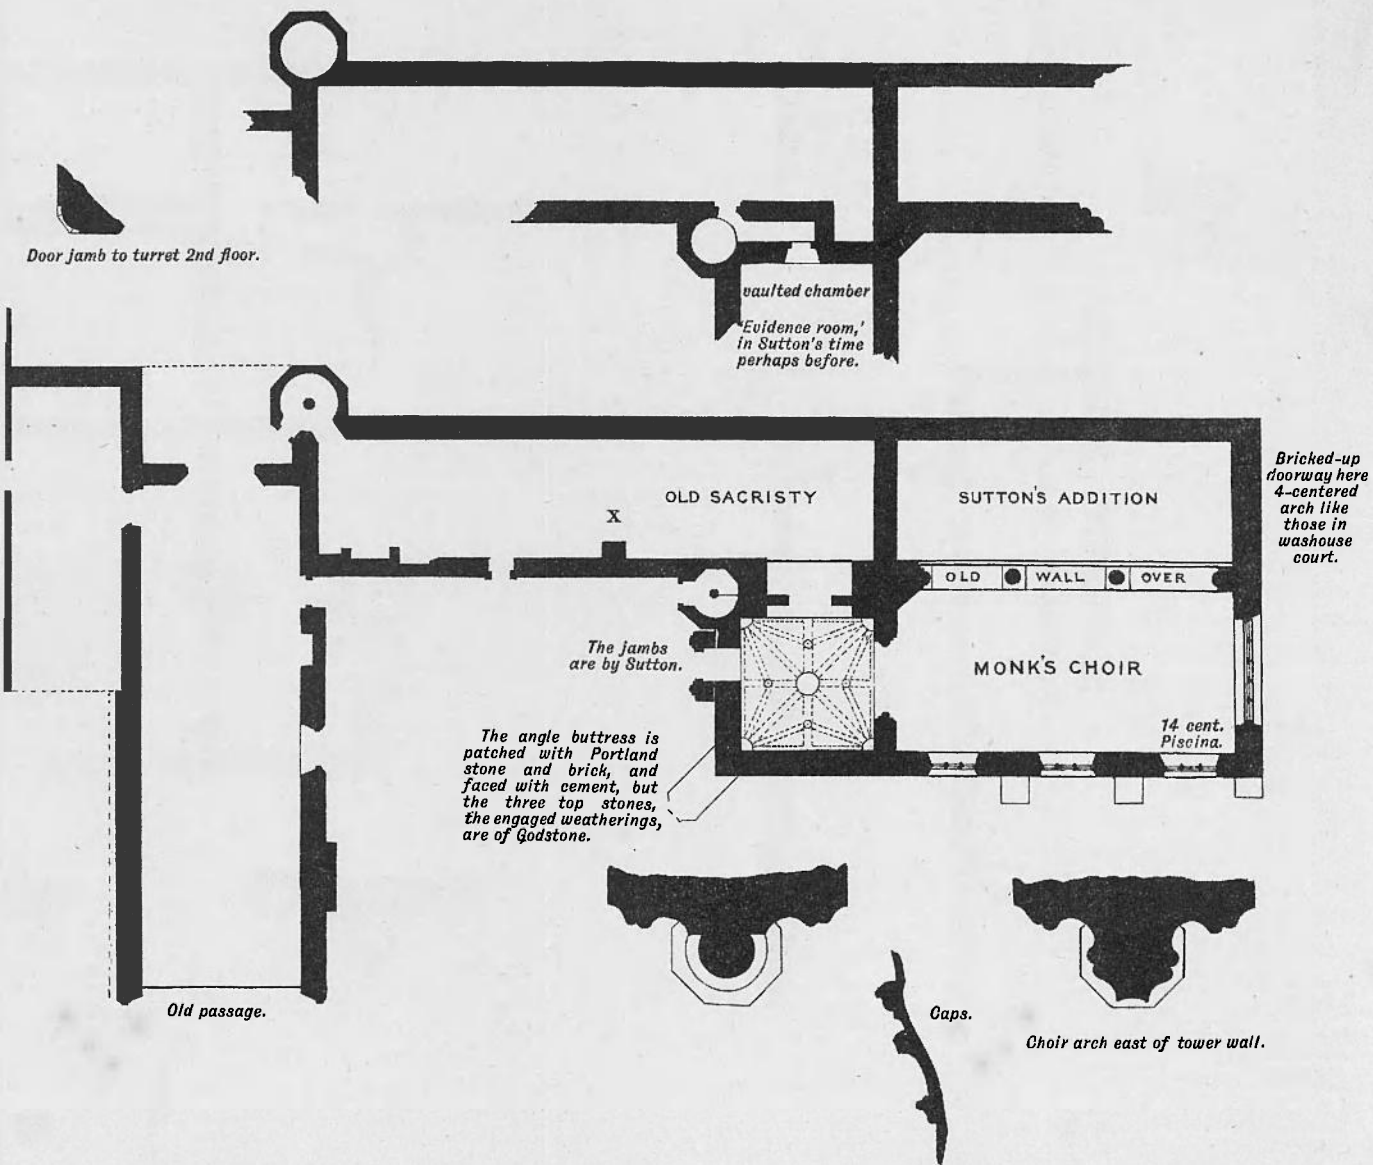 Door jamb to turret 2nd floor.
vaulted chamber
'Evidence room,'
in Sutton's time
perhaps before.
OLD SACRISTY
X
SUTTON'S ADDITION
Bricked-up
doorway here
4-centered
arch like
those in
washouse
court.
OLD WALL OVER
The jambs
are by Sutton.
MONK'S CHOIR
14 cent.
Piscina.
The angle buttress is
patched with Portland
stone and brick, and
faced with cement, but
the three top stones,
the engaged weatherings,
are of Godstone.
Old passage.
Caps.
Choir arch east of tower wall.